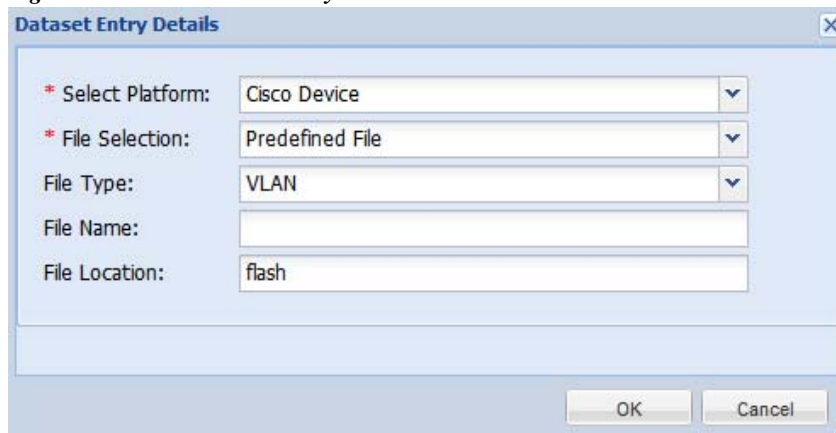 Dataset Entry Details
* Select Platform: Cisco Device
* File Selection: Predefined File
File Type: VLAN
File Name:
File Location: flash
OK Cancel